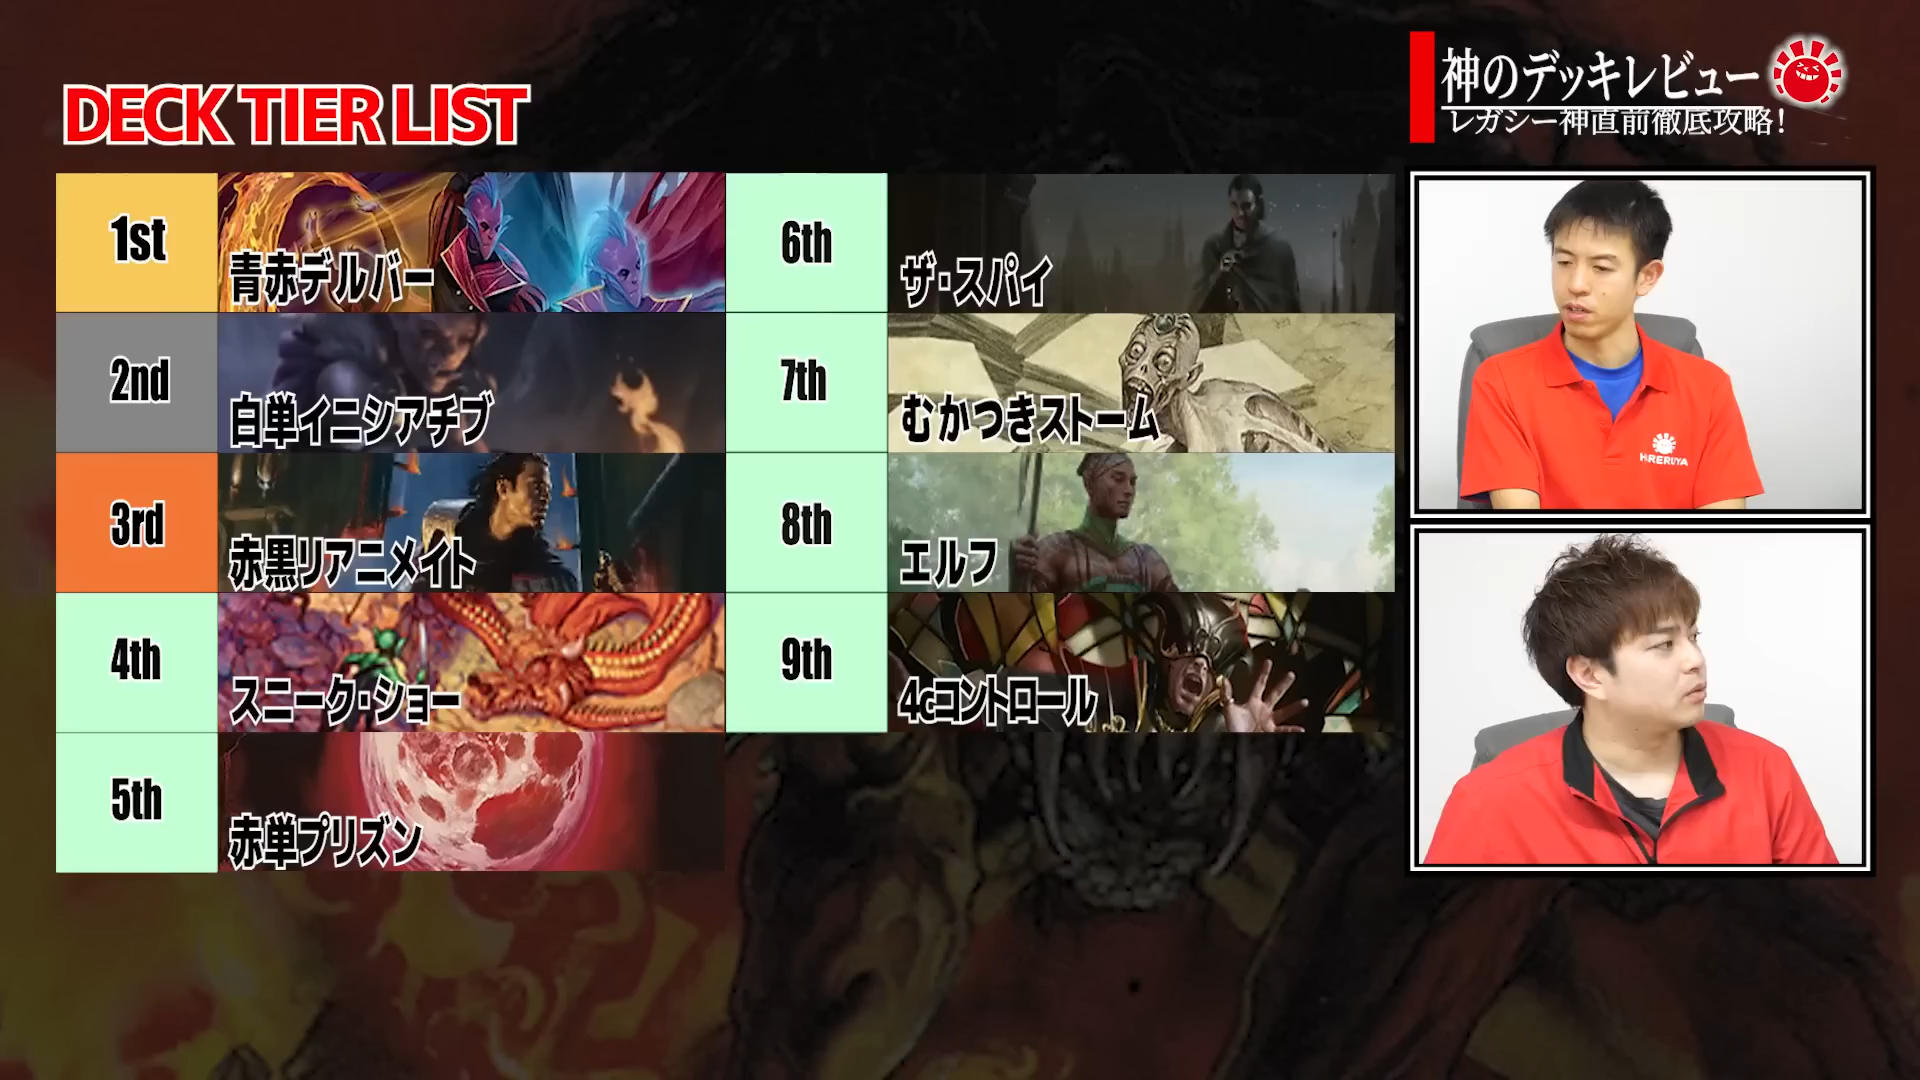 DECK TIER LIST
神のデッキレビュー
レガシー神直前徹底攻略!
1st
青赤デルバー
2nd
白単イニシアチブ
3rd
赤黒リアニメイト
4th
スニーク・ショー
5th
赤単プリズン
6th
ザ・スパイ
7th
むかつきストーム
8th
エルフ
9th
4cコントロール
HARERUYA